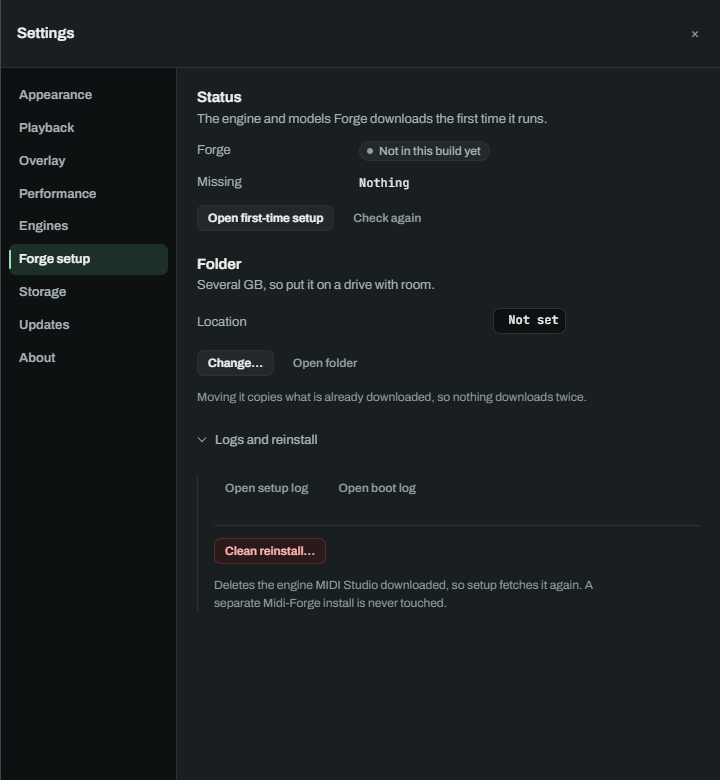 Settings
×
Appearance
Playback
Overlay
Performance
Engines
Forge setup
Storage
Updates
About
Status
The engine and models Forge downloads the first time it runs.
Forge Not in this build yet
Missing Nothing
Open first-time setup Check again
Folder
Several GB, so put it on a drive with room.
Location Not set
Change... Open folder
Moving it copies what is already downloaded, so nothing downloads twice.
Logs and reinstall
Open setup log Open boot log
Clean reinstall...
Deletes the engine MIDI Studio downloaded, so setup fetches it again. A
separate Midi-Forge install is never touched.